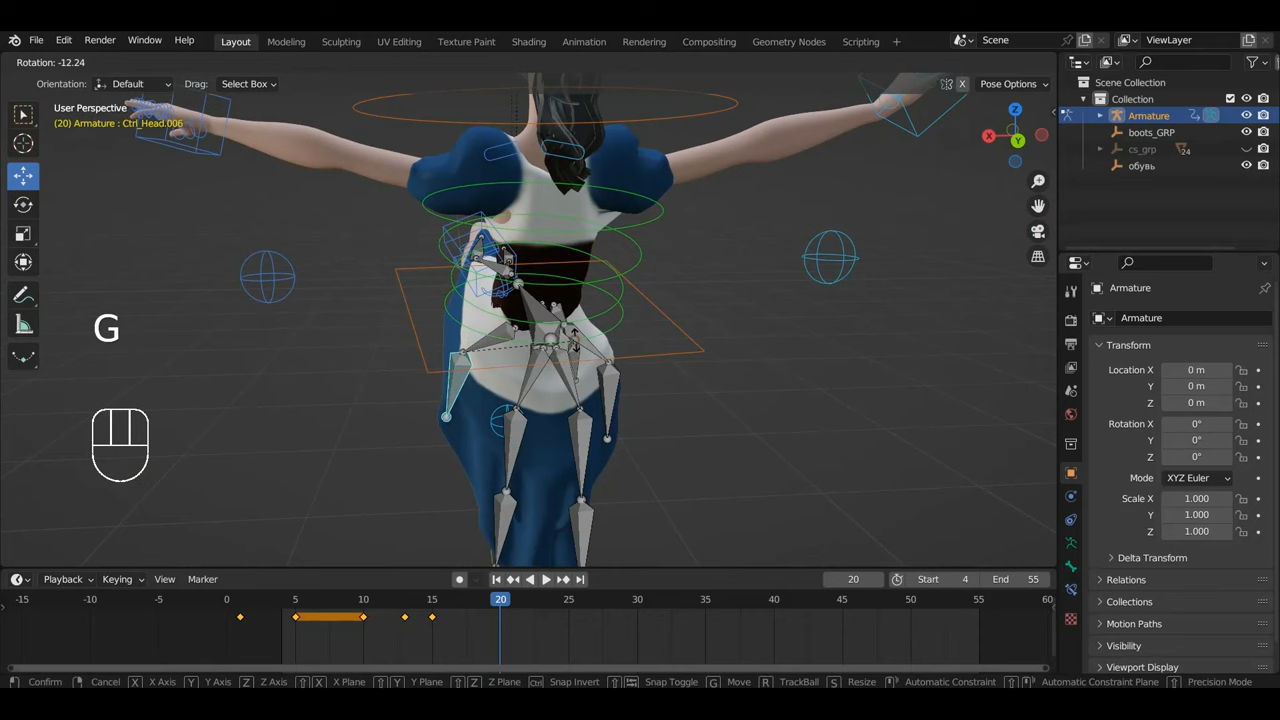 File Edit Render Window Help Layout Modeling Sculpting UV Editing Texture Paint Shading Animation Rendering Compositing Geometry Nodes Scripting + Scene ViewLayer
Rotation: -12.24
Orientation: Default Drag: Select Box X Pose Options
User Perspective
(20) Armature : Ctrl_Head.006
Z
X
Y
G
Scene Collection
Collection
Armature
boots_GRP
cs_grp 24
обувь
Armature
Armature
Transform
Location X 0 m
Y 0 m
Z 0 m
Rotation X 0°
Y 0°
Z 0°
Mode XYZ Euler
Scale X 1.000
Y 1.000
Z 1.000
Delta Transform
Relations
Collections
Motion Paths
Visibility
Viewport Display
Playback Keying View Marker 20 Start 4 End 55
-15 -10 -5 0 5 10 15 20 25 30 35 40 45 50 55 60
Confirm Cancel X X Axis Y Y Axis Z Z Axis X X Plane Y Y Plane Z Z Plane Ctrl Snap Invert Snap Toggle G Move R TrackBall S Resize Automatic Constraint Automatic Constraint Plane Precision Mode